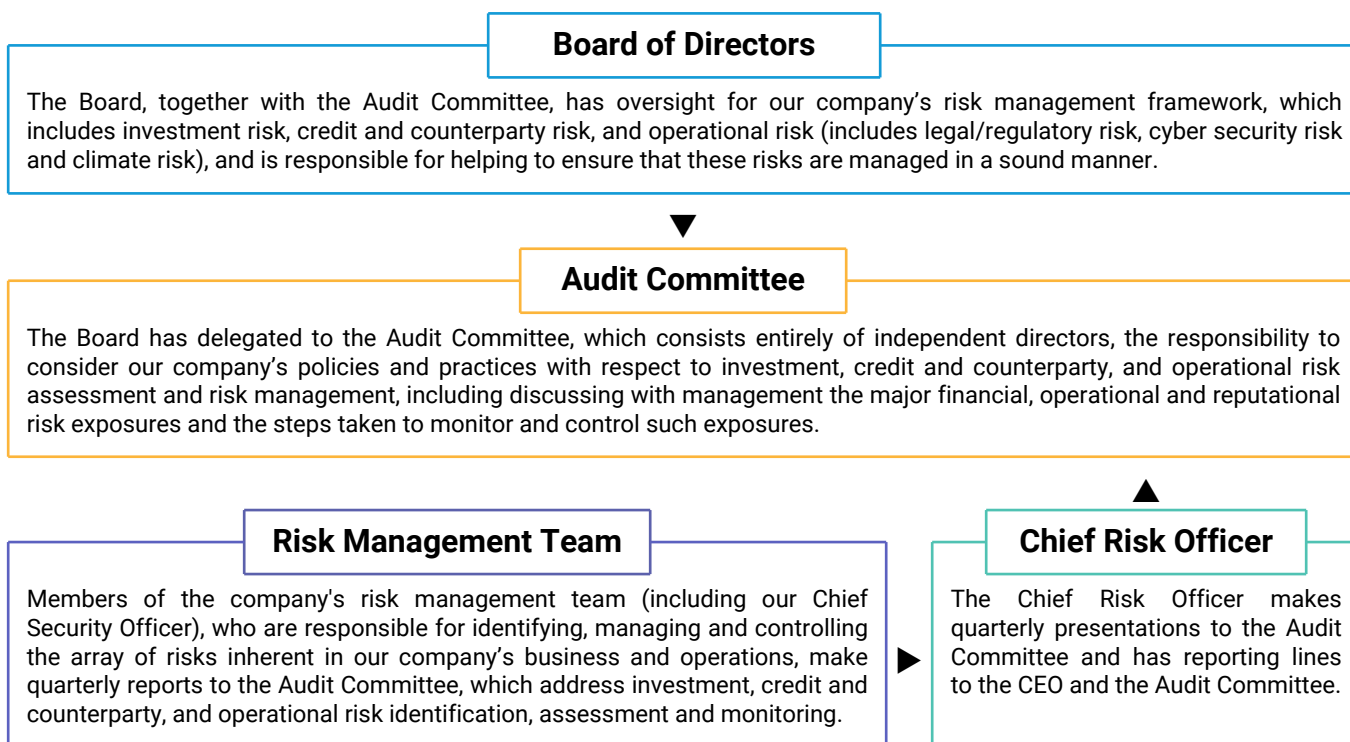 Board of Directors
The Board, together with the Audit Committee, has oversight for our company’s risk management framework, which
includes investment risk, credit and counterparty risk, and operational risk (includes legal/regulatory risk, cyber security risk
and climate risk), and is responsible for helping to ensure that these risks are managed in a sound manner.
Audit Committee
The Board has delegated to the Audit Committee, which consists entirely of independent directors, the responsibility to
consider our company’s policies and practices with respect to investment, credit and counterparty, and operational risk
assessment and risk management, including discussing with management the major financial, operational and reputational
risk exposures and the steps taken to monitor and control such exposures.
Risk Management Team
Members of the company's risk management team (including our Chief
Security Officer), who are responsible for identifying, managing and controlling
the array of risks inherent in our company’s business and operations, make
quarterly reports to the Audit Committee, which address investment, credit and
counterparty, and operational risk identification, assessment and monitoring.
Chief Risk Officer
The Chief Risk Officer makes
quarterly presentations to the Audit
Committee and has reporting lines
to the CEO and the Audit Committee.